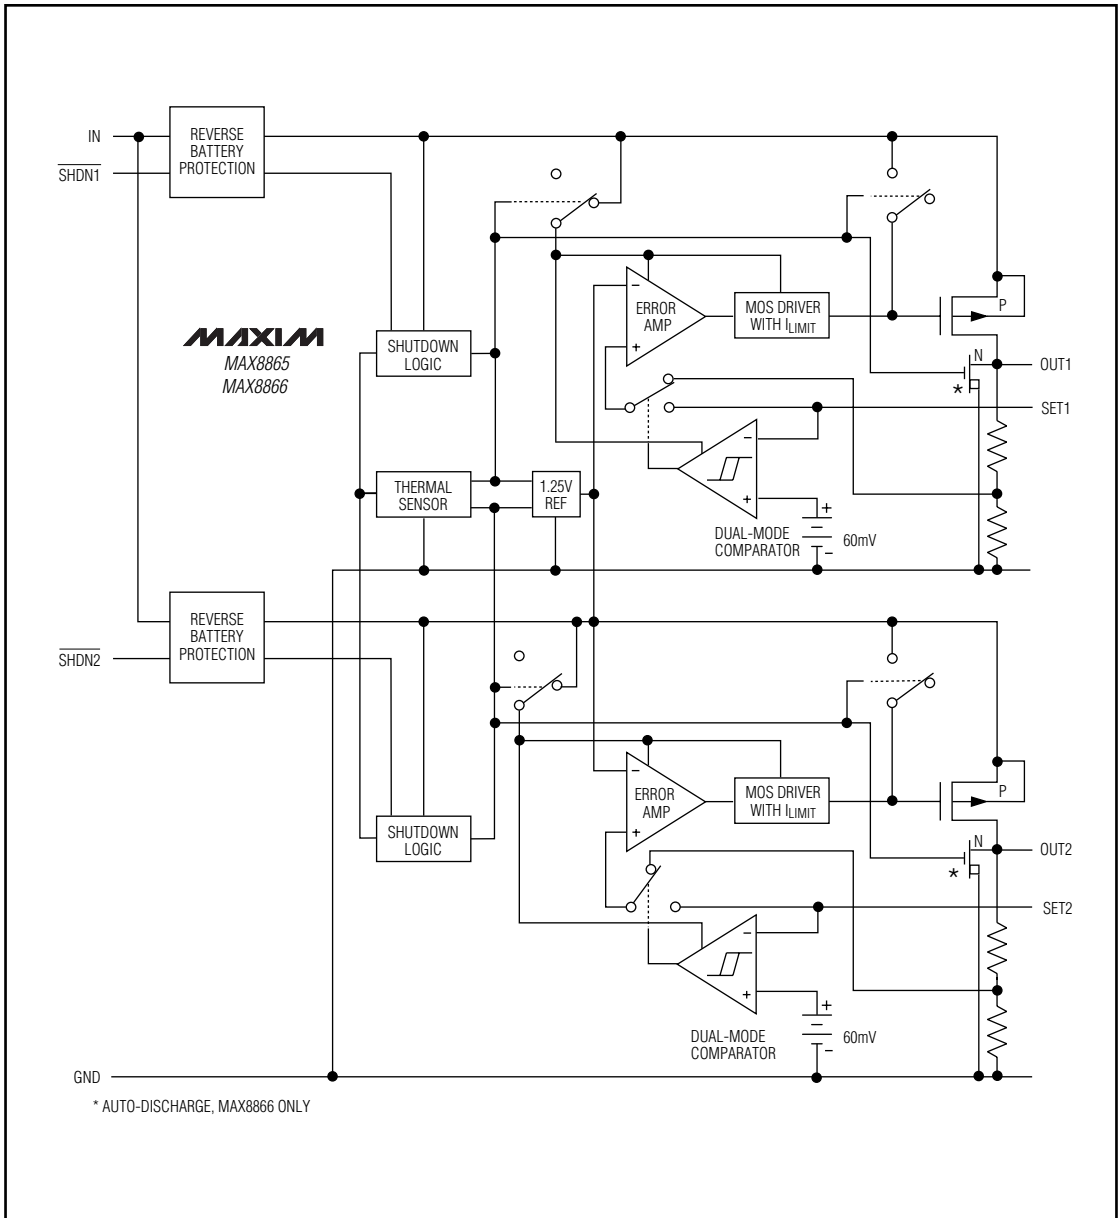 IN
REVERSE
BATTERY
PROTECTION
SHDN1
MAXIM
MAX8865
MAX8866
SHUTDOWN
LOGIC
−
ERROR
AMP
+
MOS DRIVER
WITH ILIMIT
P
N
*
OUT1
SET1
THERMAL
SENSOR
1.25V
REF
−
+
DUAL-MODE
COMPARATOR
+
60mV
−
REVERSE
BATTERY
PROTECTION
SHDN2
SHUTDOWN
LOGIC
−
ERROR
AMP
+
MOS DRIVER
WITH ILIMIT
P
N
*
OUT2
SET2
−
+
DUAL-MODE
COMPARATOR
+
60mV
−
GND
* AUTO-DISCHARGE, MAX8866 ONLY